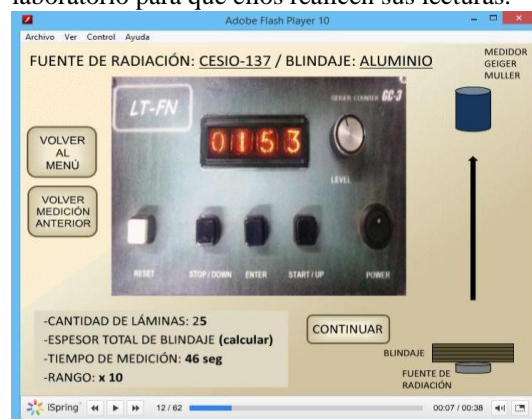 laboratorio para que ellos realicen sus lecturas.
Adobe Flash Player 10
Archivo Ver Control Ayuda
FUENTE DE RADIACIÓN: CESIO-137 / BLINDAJE: ALUMINIO
MEDIDOR
GEIGER
MULLER
LT-FN
GEIGER COUNTER GC-3
0153
LEVEL
VOLVER
AL
MENÚ
VOLVER
MEDICIÓN
ANTERIOR
RESET
STOP / DOWN
ENTER
START / UP
POWER
-CANTIDAD DE LÁMINAS: 25
-ESPESOR TOTAL DE BLINDAJE (calcular)
-TIEMPO DE MEDICIÓN: 46 seg
-RANGO: x 10
CONTINUAR
BLINDAJE
FUENTE DE
RADIACIÓN
iSpring
12 / 62
00:07 / 00:38